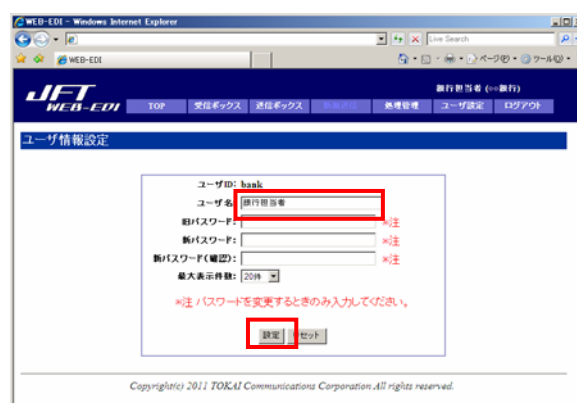 WEB-EDI - Windows Internet Explorer
Live Search
WEB-EDI
ページ(P) ツール(O)
JFT
WEB-EDI
銀行担当者 (○○銀行)
TOP 受信ボックス 送信ボックス 新規送信 処理管理 ユーザ設定 ログアウト
ユーザ情報設定
ユーザID: bank
ユーザ名 銀行担当者
旧パスワード: *注
新パスワード: *注
新パスワード(確認): *注
最大表示件数: 20件
*注 パスワードを変更するときのみ入力してください。
設定 リセット
Copyright(c) 2011 TOKAI Communications Corporation All rights reserved.